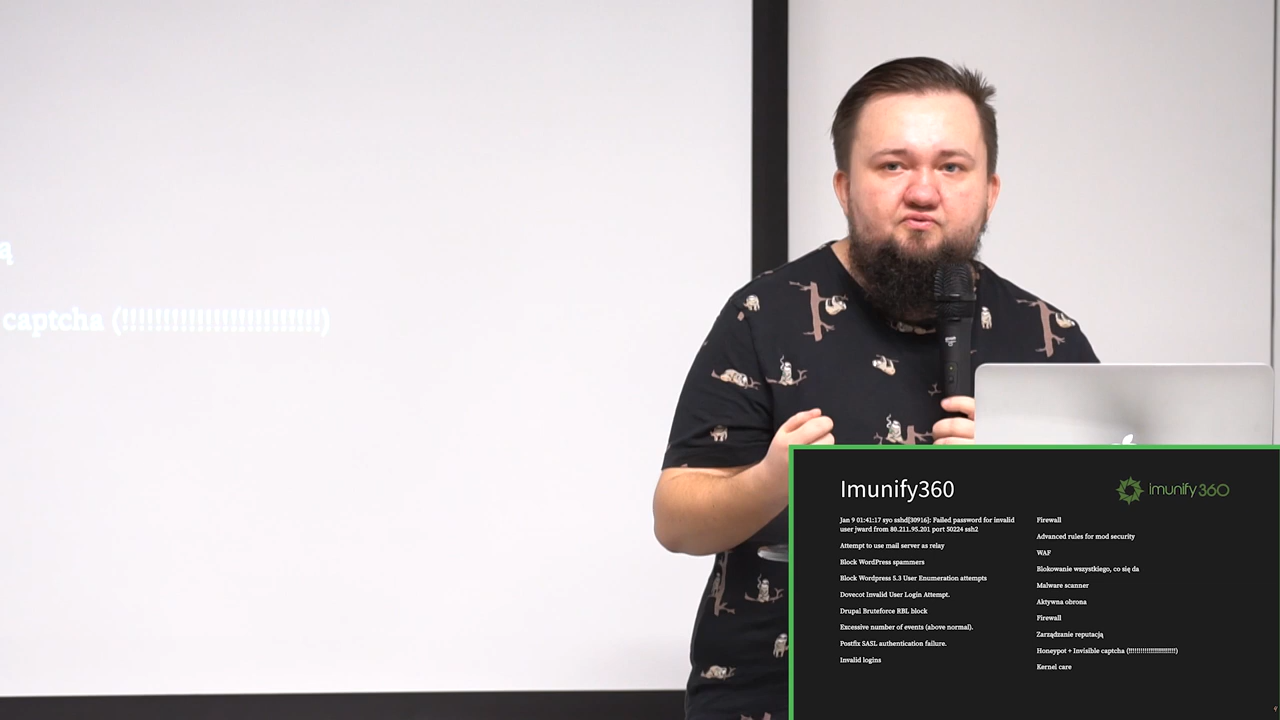 ą
captcha (!!!!!!!!!!!!!!!!!!!!!!!!)
Imunify360
imunify360
Jan 9 01:41:17 syo sshd[30916]: Failed password for invalid
user jward from 80.211.95.201 port 50224 ssh2
Attempt to use mail server as relay
Block WordPress spammers
Block Wordpress 5.3 User Enumeration attempts
Dovecot Invalid User Login Attempt.
Drupal Bruteforce RBL block
Excessive number of events (above normal).
Postfix SASL authentication failure.
Invalid logins
Firewall
Advanced rules for mod security
WAF
Blokowanie wszystkiego, co się da
Malware scanner
Aktywna obrona
Firewall
Zarządzanie reputacją
Honeypot + Invisible captcha (!!!!!!!!!!!!!!!!!!!!!!!!)
Kernel care